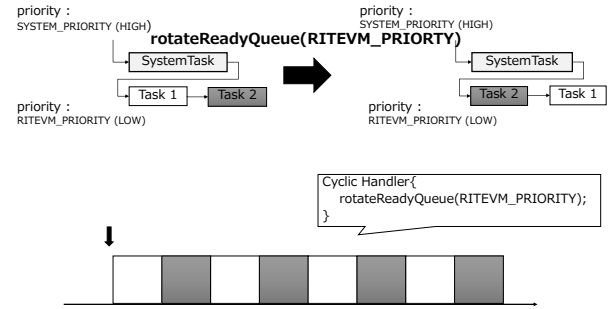 priority :
SYSTEM_PRIORITY (HIGH)
priority :
SYSTEM_PRIORITY (HIGH)
rotateReadyQueue(RITEVM_PRIORTY)
SystemTask
SystemTask
Task 1
Task 2
Task 2
Task 1
priority :
RITEVM_PRIORITY (LOW)
priority :
RITEVM_PRIORITY (LOW)
Cyclic Handler{
rotateReadyQueue(RITEVM_PRIORITY);
}